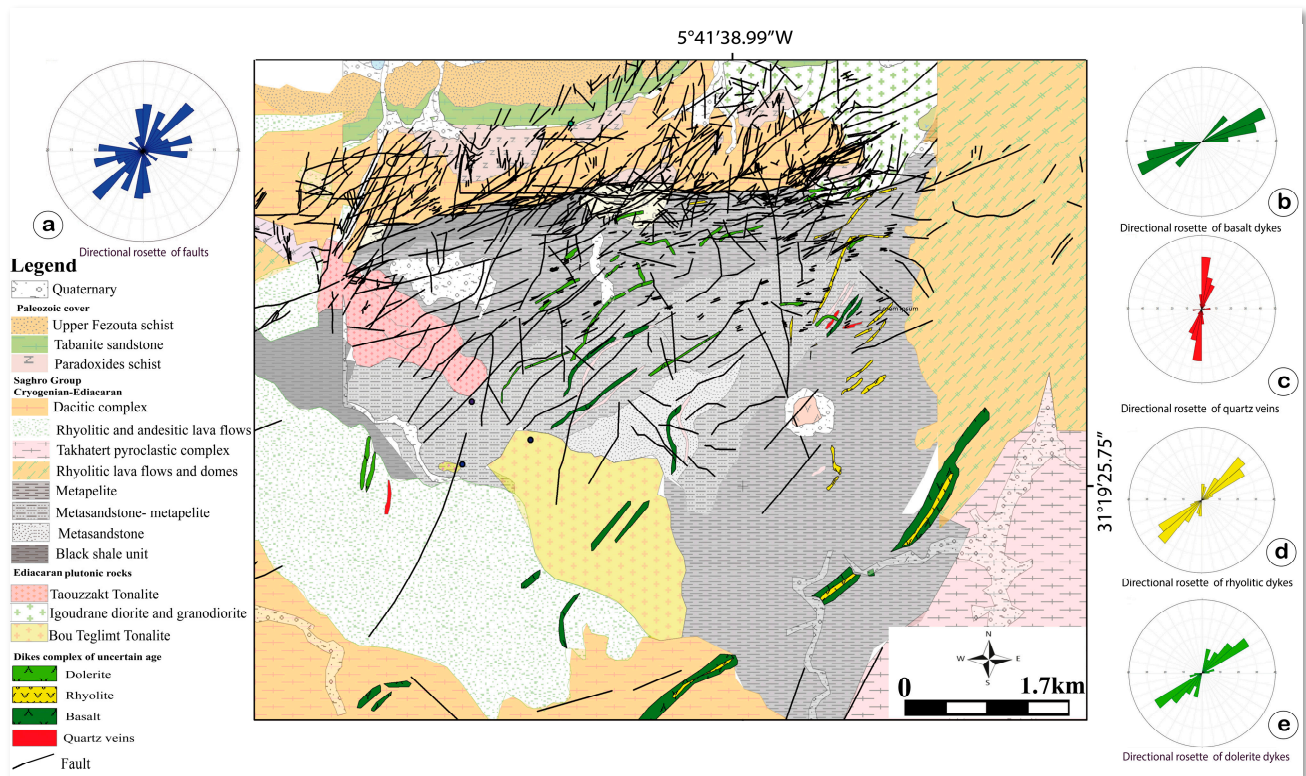 5°41'38.99"W
a
Directional rosette of faults
Legend
Quaternary
Paleozoic cover
Upper Fezouta schist
Tabanite sandstone
Paradoxides schist
Saghro Group
Cryogenian-Ediacaran
Dacitic complex
Rhyolitic and andesitic lava flows
Takhatert pyroclastic complex
Rhyolitic lava flows and domes
Metapelite
Metasandstone- metapelite
Metasandstone
Black shale unit
Ediacaran plutonic rocks
Taouzzakt Tonalite
Igoudrane diorite and granodiorite
Bou Teglimt Tonalite
Dikes complex of uncertain age
Dolerite
Rhyolite
Basalt
Quartz veins
Fault
31°19'25.75"
N
W
E
S
0
1.7km
b
Directional rosette of basalt dykes
c
Directional rosette of quartz veins
d
Directional rosette of rhyolitic dykes
e
Directional rosette of dolerite dykes